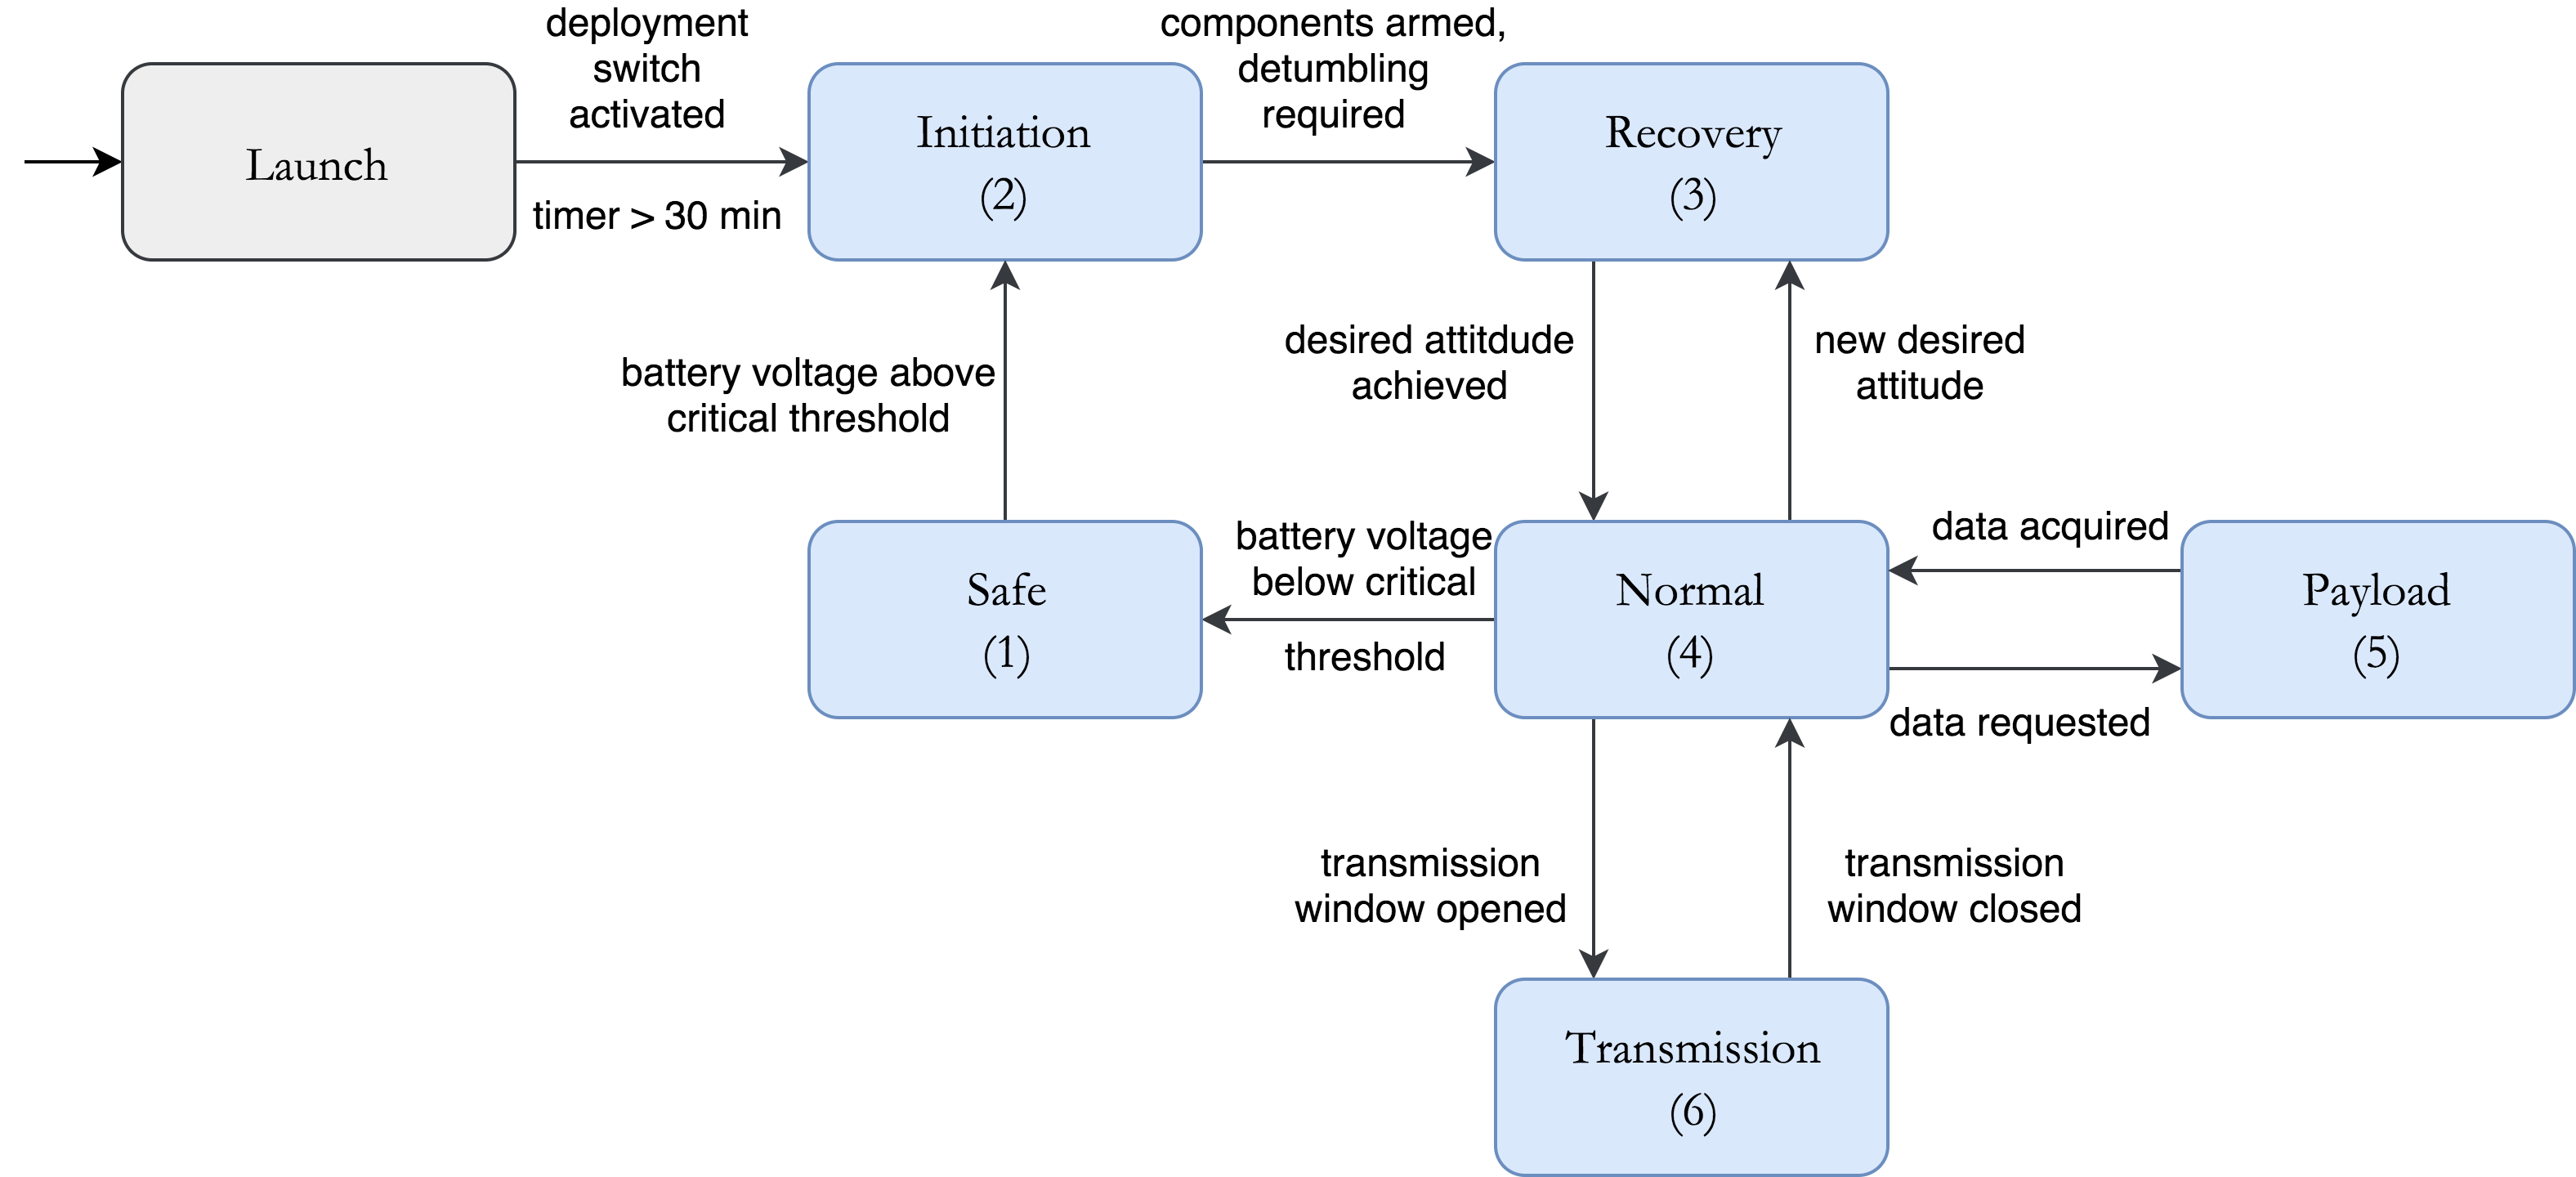 deployment
switch
activated
components armed,
detumbling
required
Launch
timer > 30 min
Initiation
(2)
Recovery
(3)
battery voltage above
critical threshold
desired attitdude
achieved
new desired
attitude
Safe
(1)
battery voltage
below critical
threshold
Normal
(4)
data acquired
data requested
Payload
(5)
transmission
window opened
transmission
window closed
Transmission
(6)